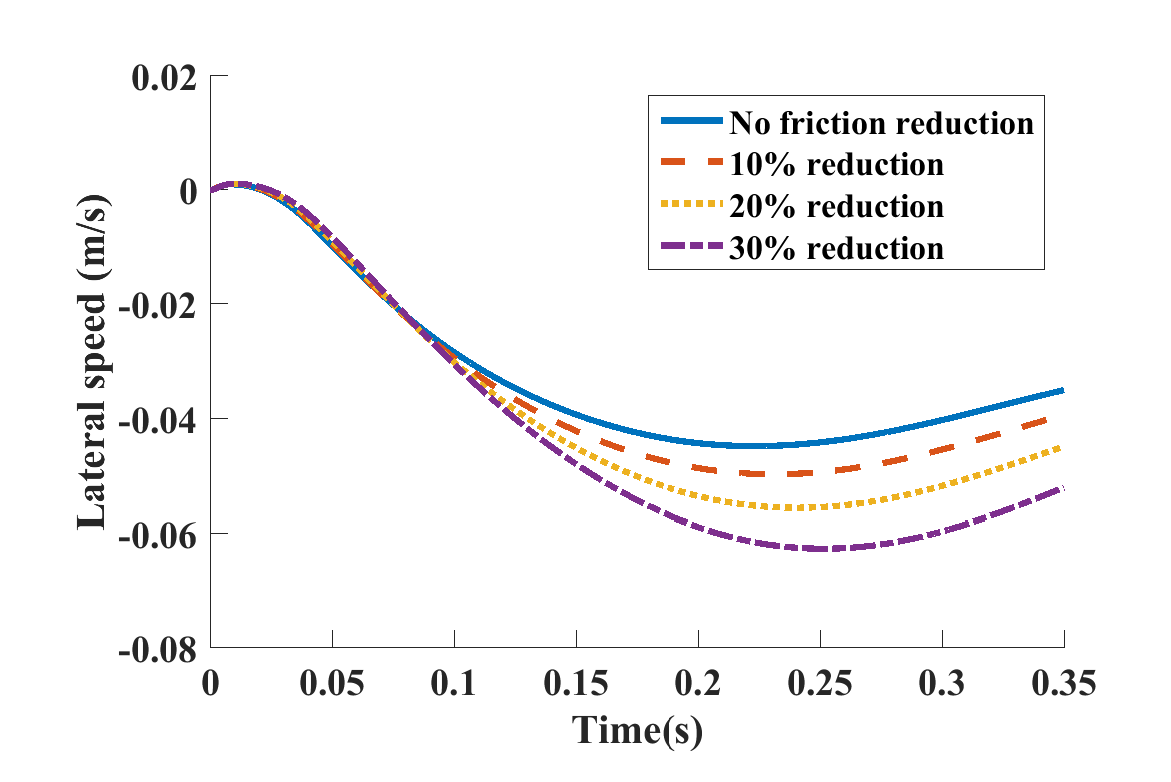 0.02
0
-0.02
-0.04
-0.06
-0.08
Lateral speed (m/s)
No friction reduction
10% reduction
20% reduction
30% reduction
0 0.05 0.1 0.15 0.2 0.25 0.3 0.35
Time(s)